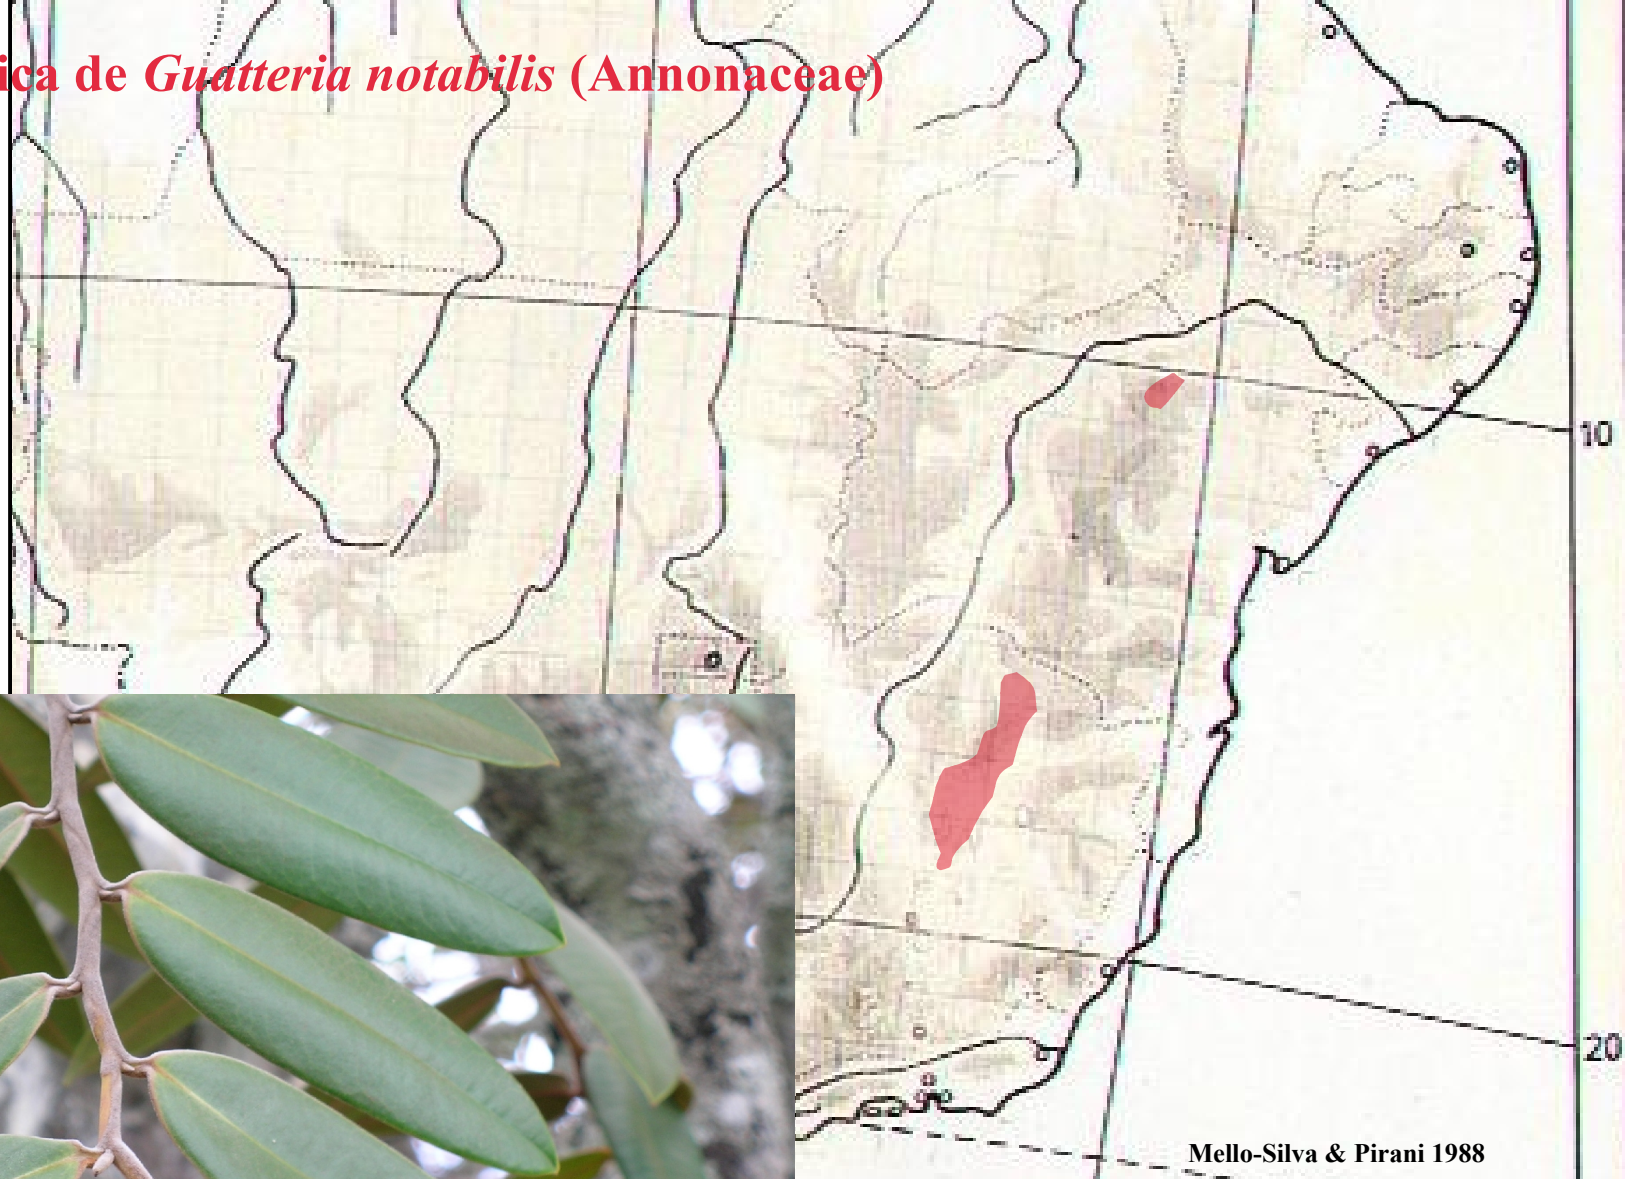 ica de Guatteria notabilis (Annonaceae)
10
20
Mello-Silva & Pirani 1988